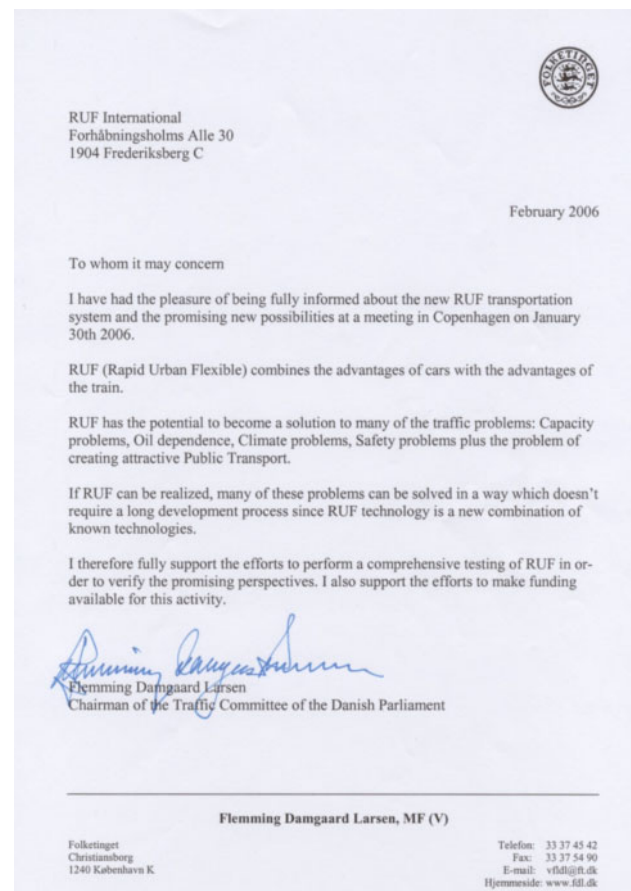 FOLKETINGET
RUF International
Forhåbningsholms Alle 30
1904 Frederiksberg C
February 2006
To whom it may concern
I have had the pleasure of being fully informed about the new RUF transportation
system and the promising new possibilities at a meeting in Copenhagen on January
30th 2006.
RUF (Rapid Urban Flexible) combines the advantages of cars with the advantages of
the train.
RUF has the potential to become a solution to many of the traffic problems: Capacity
problems, Oil dependence, Climate problems, Safety problems plus the problem of
creating attractive Public Transport.
If RUF can be realized, many of these problems can be solved in a way which doesn't
require a long development process since RUF technology is a new combination of
known technologies.
I therefore fully support the efforts to perform a comprehensive testing of RUF in or-
der to verify the promising perspectives. I also support the efforts to make funding
available for this activity.
Flemming Damgaard Larsen
Flemming Damgaard Larsen
Chairman of the Traffic Committee of the Danish Parliament
Flemming Damgaard Larsen, MF (V)
Folketinget
Christiansborg
1240 København K
Telefon: 33 37 45 42
Fax: 33 37 54 90
E-mail: vfldl@ft.dk
Hjemmeside: www.fdl.dk